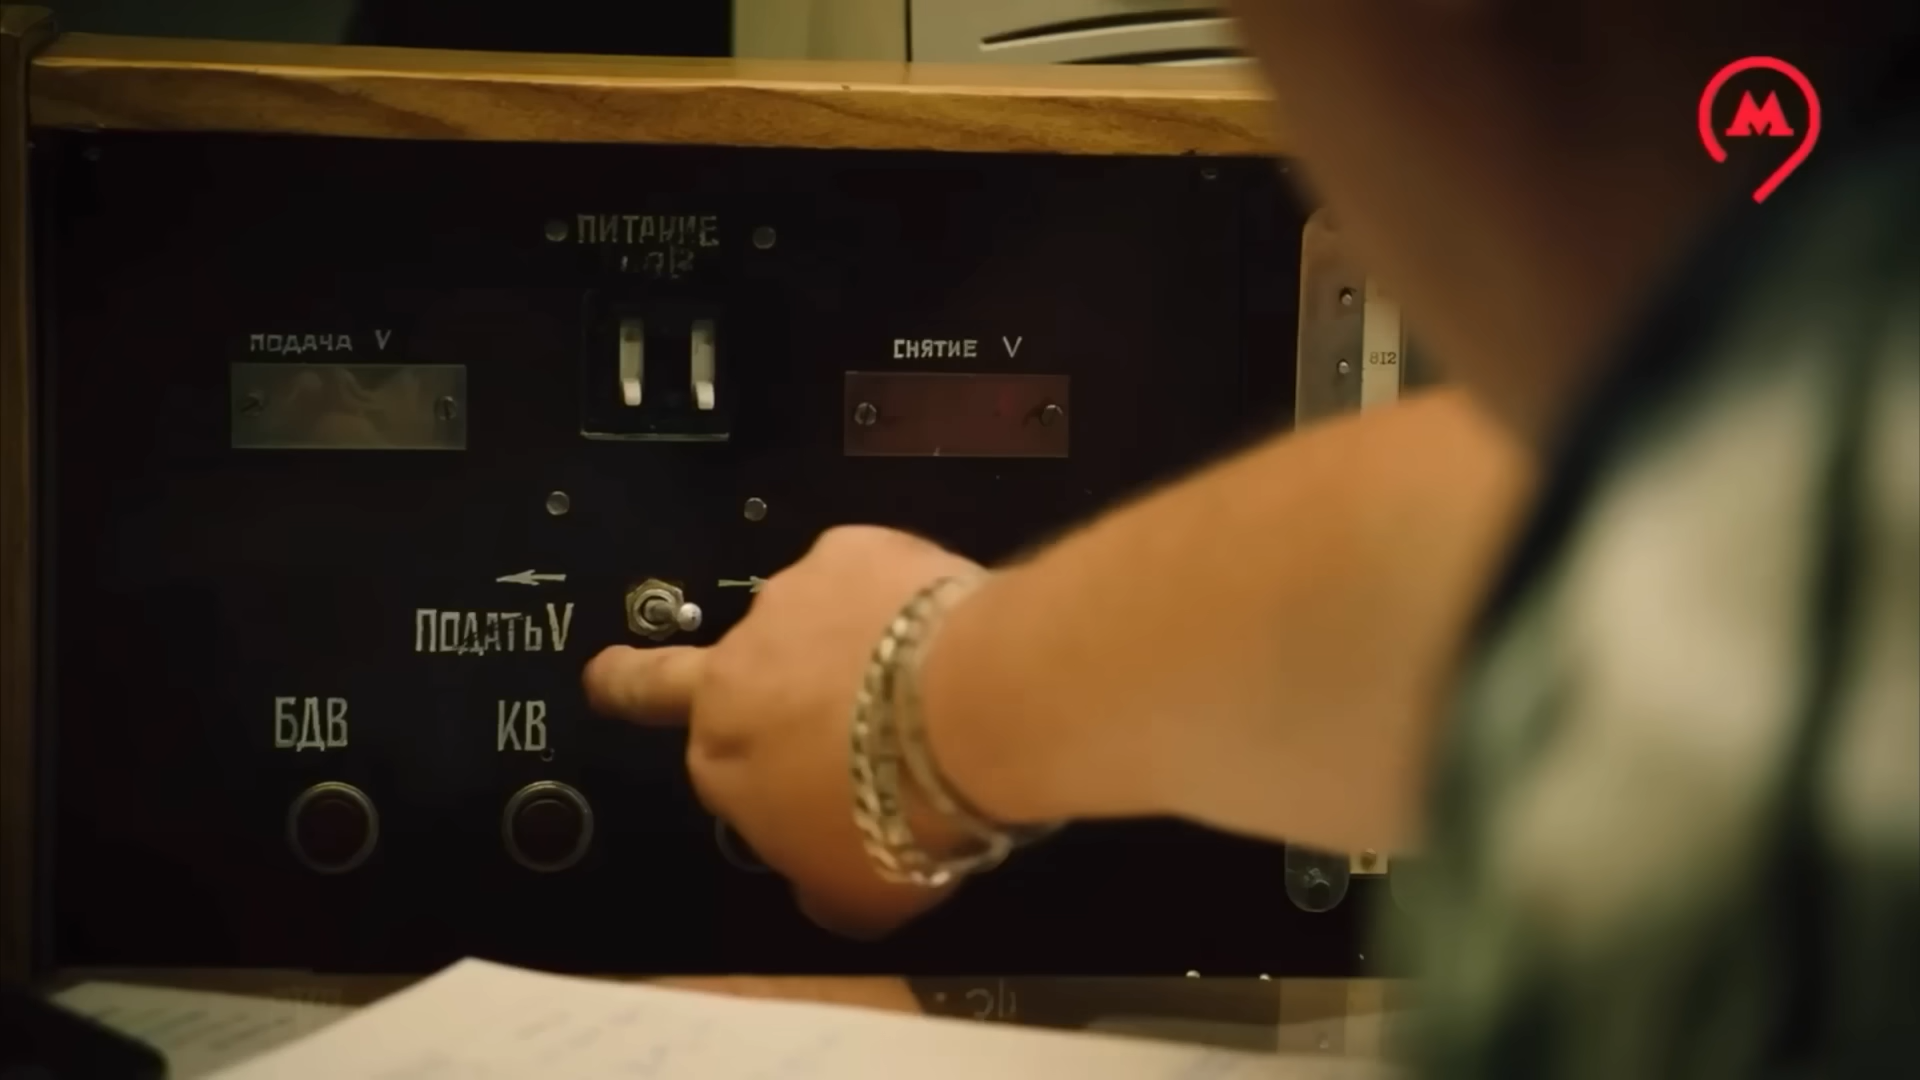 М
ПИТАНИЕ
ПОДАЧА V
СНЯТИЕ V
812
ПОДАТЬ V
БДВ
КВ